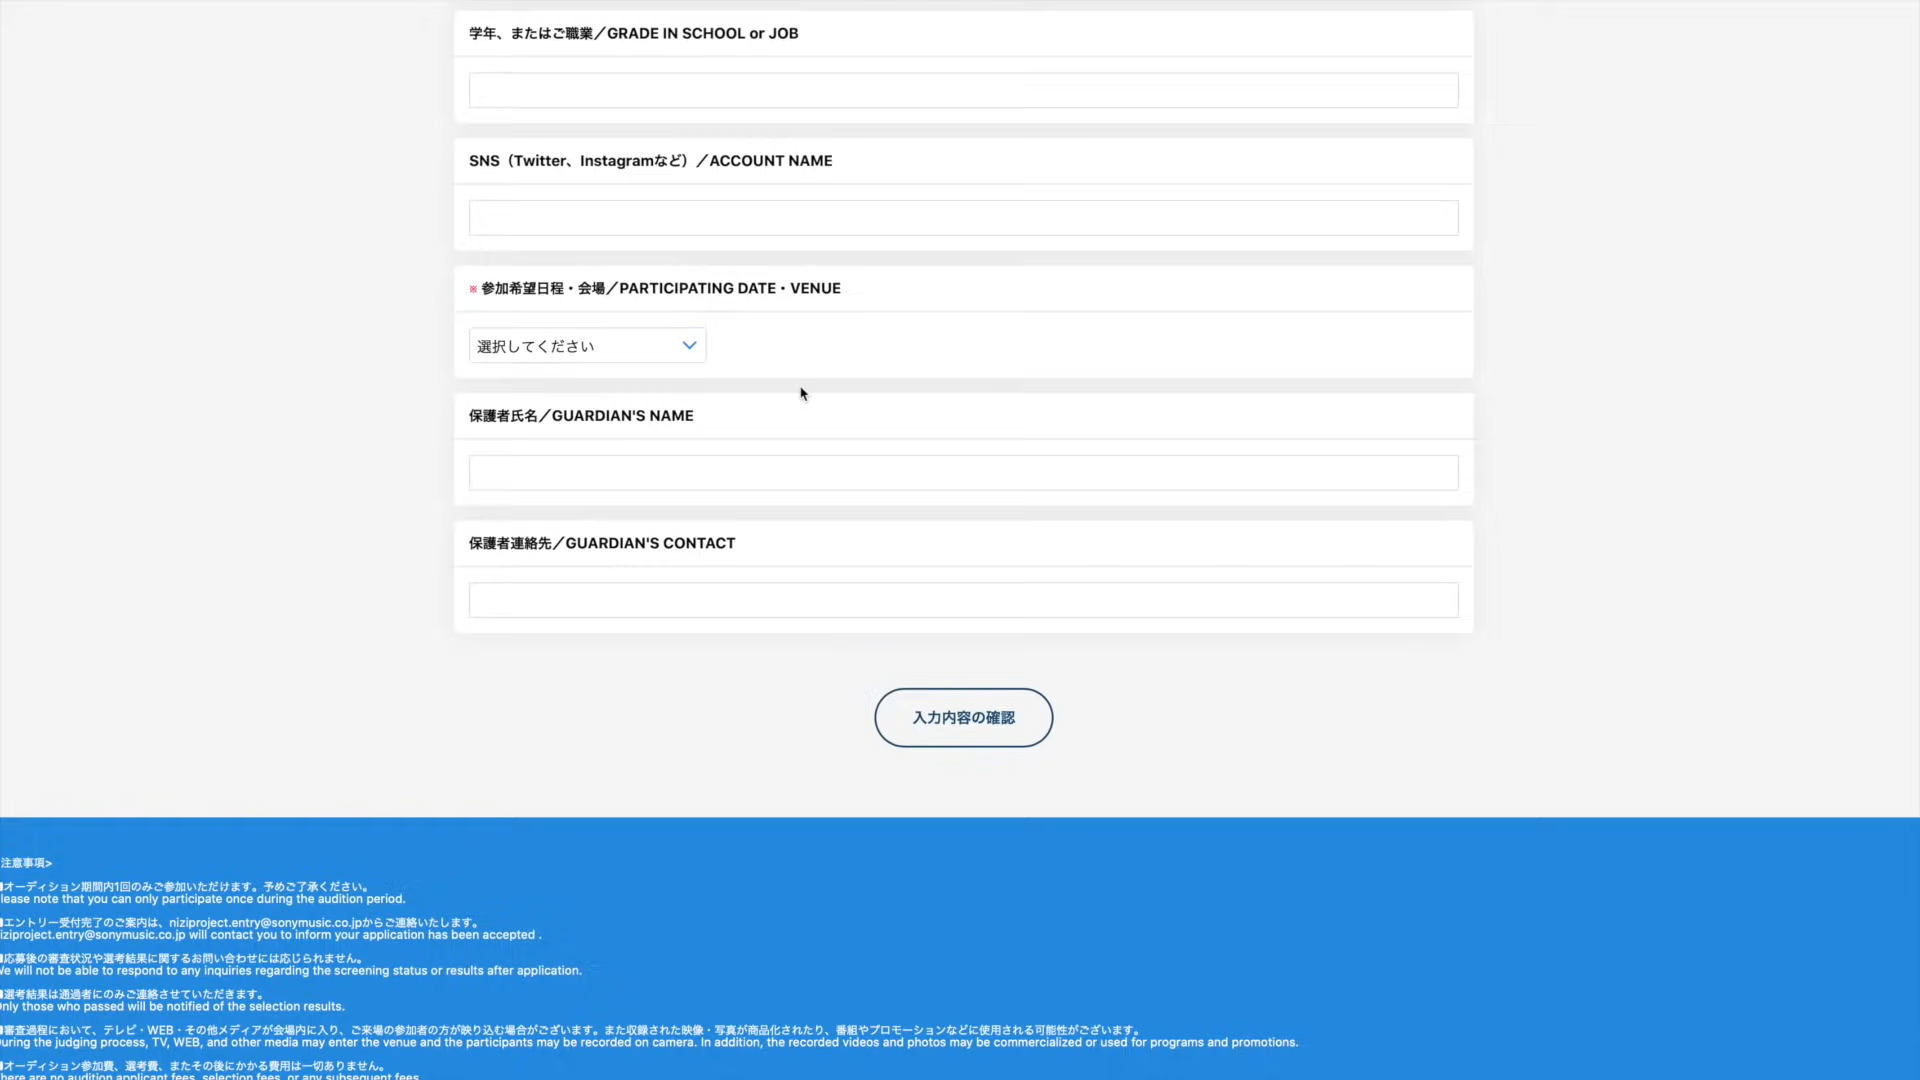 学年、またはご職業／GRADE IN SCHOOL or JOB
SNS（Twitter、Instagramなど）／ACCOUNT NAME
※ 参加希望日程・会場／PARTICIPATING DATE・VENUE
選択してください
保護者氏名／GUARDIAN'S NAME
保護者連絡先／GUARDIAN'S CONTACT
入力内容の確認
注意事項>
■オーディション期間内1回のみご参加いただけます。予めご了承ください。
lease note that you can only participate once during the audition period.
■エントリー受付完了のご案内は、niziproject.entry@sonymusic.co.jpからご連絡いたします。
iziproject.entry@sonymusic.co.jp will contact you to inform your application has been accepted .
■応募後の審査状況や選考結果に関するお問い合わせには応じられません。
We will not be able to respond to any inquiries regarding the screening status or results after application.
■選考結果は通過者にのみご連絡させていただきます。
Only those who passed will be notified of the selection results.
■審査過程において、テレビ・WEB・その他メディアが会場内に入り、ご来場の参加者の方が映り込む場合がございます。また収録された映像・写真が商品化されたり、番組やプロモーションなどに使用される可能性がございます。
During the judging process, TV, WEB, and other media may enter the venue and the participants may be recorded on camera. In addition, the recorded videos and photos may be commercialized or used for programs and promotions.
■オーディション参加費、選考費、またその後にかかる費用は一切ありません。
here are no audition applicant fees, selection fees, or any subsequent fees